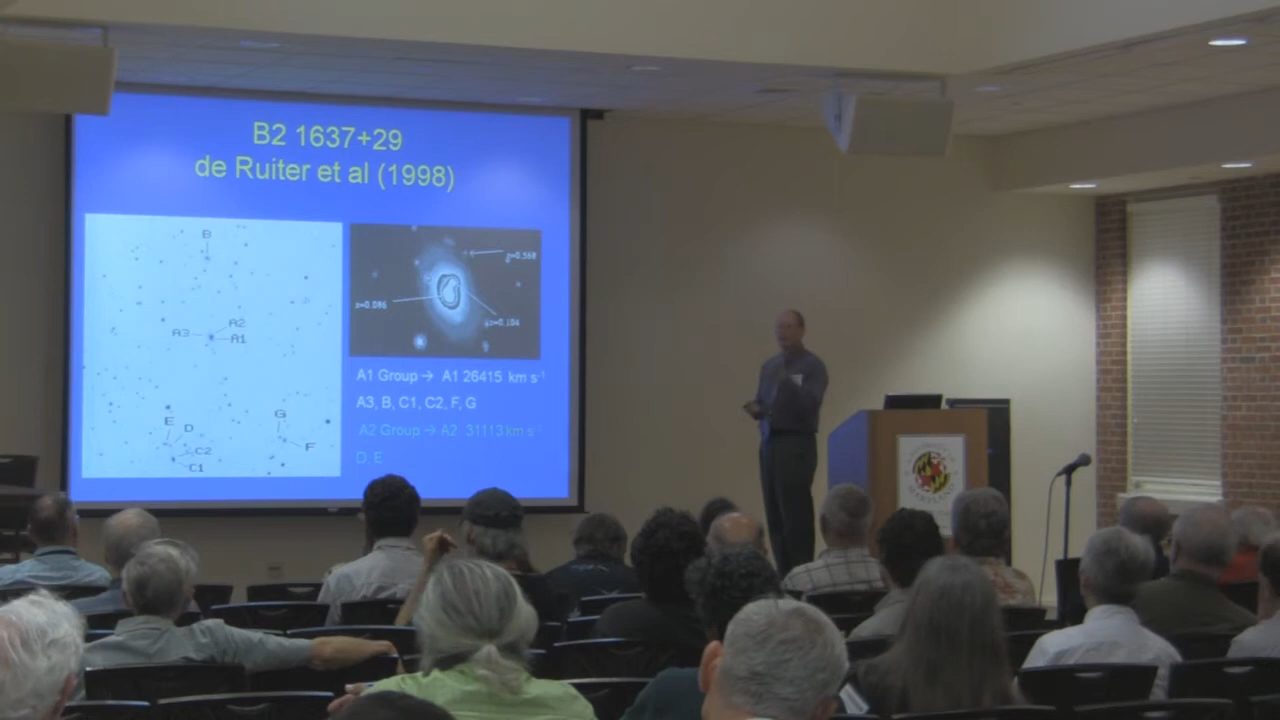 B2 1637+29
de Ruiter et al (1998)
B
A2
A3
A1
G
E
D
F
C2
C1
z=0.568
z=0.086
z=0.104
A1 Group → A1 26415 km s⁻¹
A3, B, C1, C2, F, G
A2 Group → A2 31113 km s⁻¹
D, E
MARYLAND